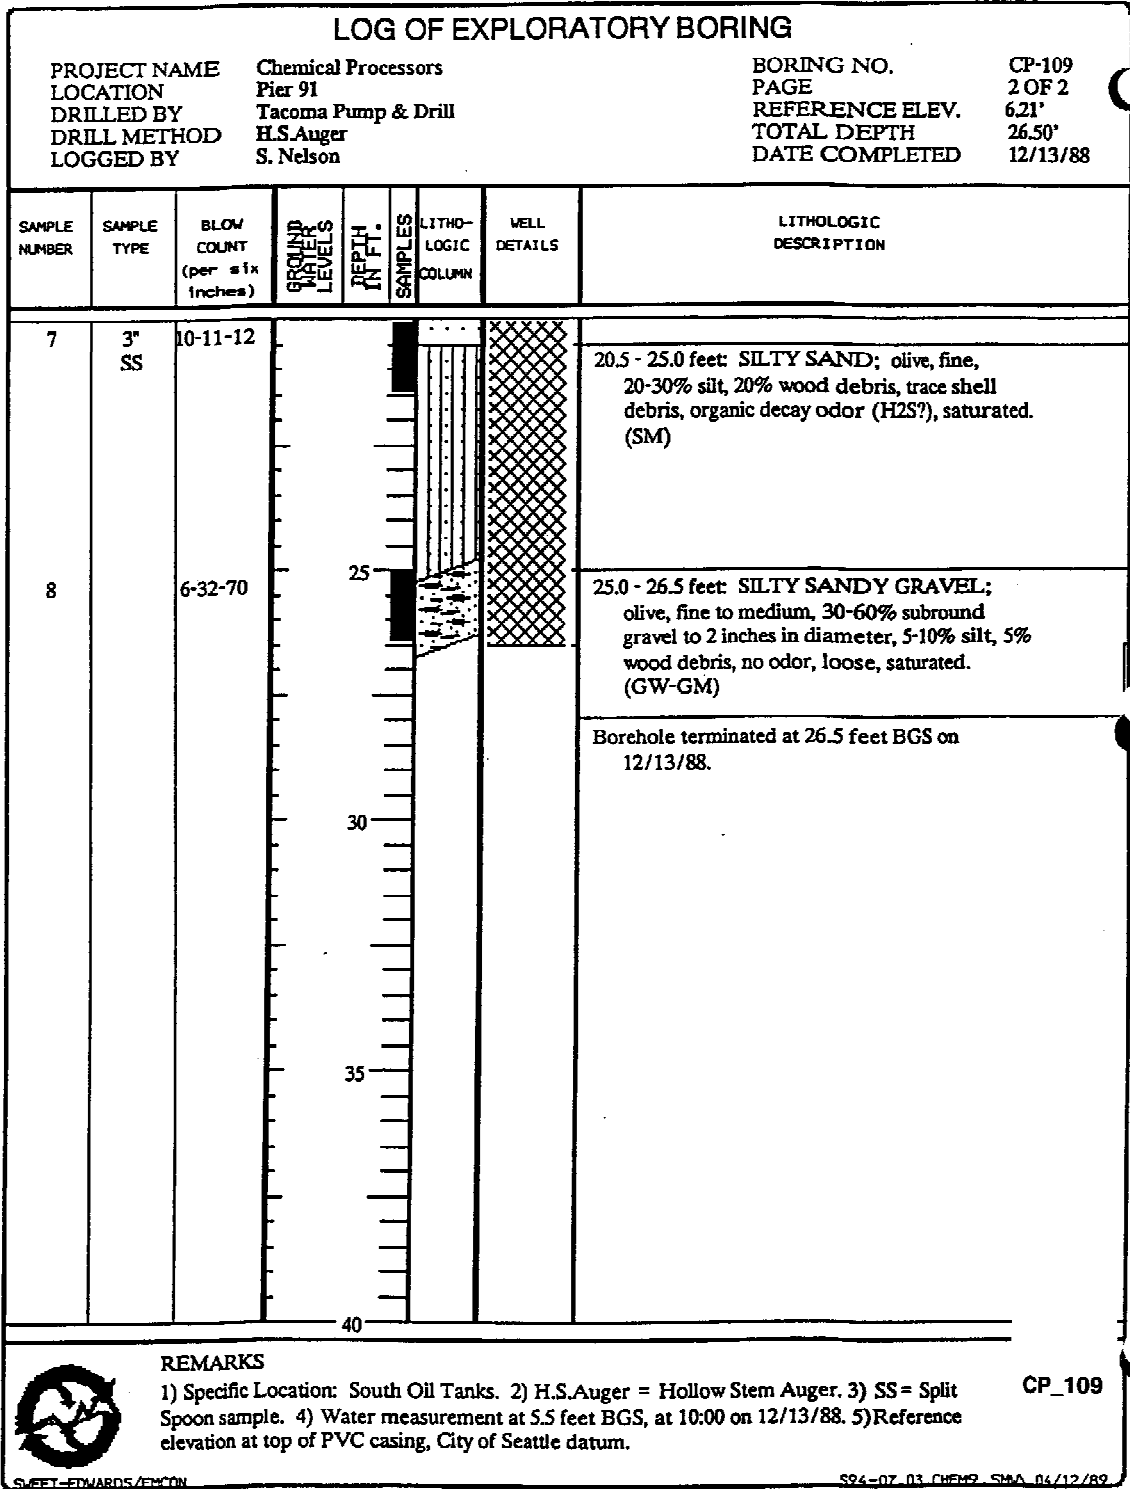 LOG OF EXPLORATORY BORING
PROJECT NAME Chemical Processors BORING NO. CP-109
LOCATION Pier 91 PAGE 2 OF 2
DRILLED BY Tacoma Pump & Drill REFERENCE ELEV. 6.21'
DRILL METHOD H.S.Auger TOTAL DEPTH 26.50'
LOGGED BY S. Nelson DATE COMPLETED 12/13/88
SAMPLE NUMBER
SAMPLE TYPE
BLOW COUNT (per six inches)
GROUND WATER LEVELS
DEPTH IN FT.
SAMPLES
LITHO- LOGIC COLUMN
WELL DETAILS
LITHOLOGIC DESCRIPTION
7 3" 10-11-12
SS
20.5 - 25.0 feet: SILTY SAND; olive, fine,
20-30% silt, 20% wood debris, trace shell
debris, organic decay odor (H2S?), saturated.
(SM)
25
8 6-32-70
25.0 - 26.5 feet: SILTY SANDY GRAVEL;
olive, fine to medium, 30-60% subround
gravel to 2 inches in diameter, 5-10% silt, 5%
wood debris, no odor, loose, saturated.
(GW-GM)
Borehole terminated at 26.5 feet BGS on
12/13/88.
30
35
40
REMARKS
1) Specific Location: South Oil Tanks. 2) H.S.Auger = Hollow Stem Auger. 3) SS = Split
Spoon sample. 4) Water measurement at 5.5 feet BGS, at 10:00 on 12/13/88. 5)Reference
elevation at top of PVC casing, City of Seattle datum.
CP_109
SWEET-EDWARDS/EMCON
S94-07.03 CHEM9. 04/12/89